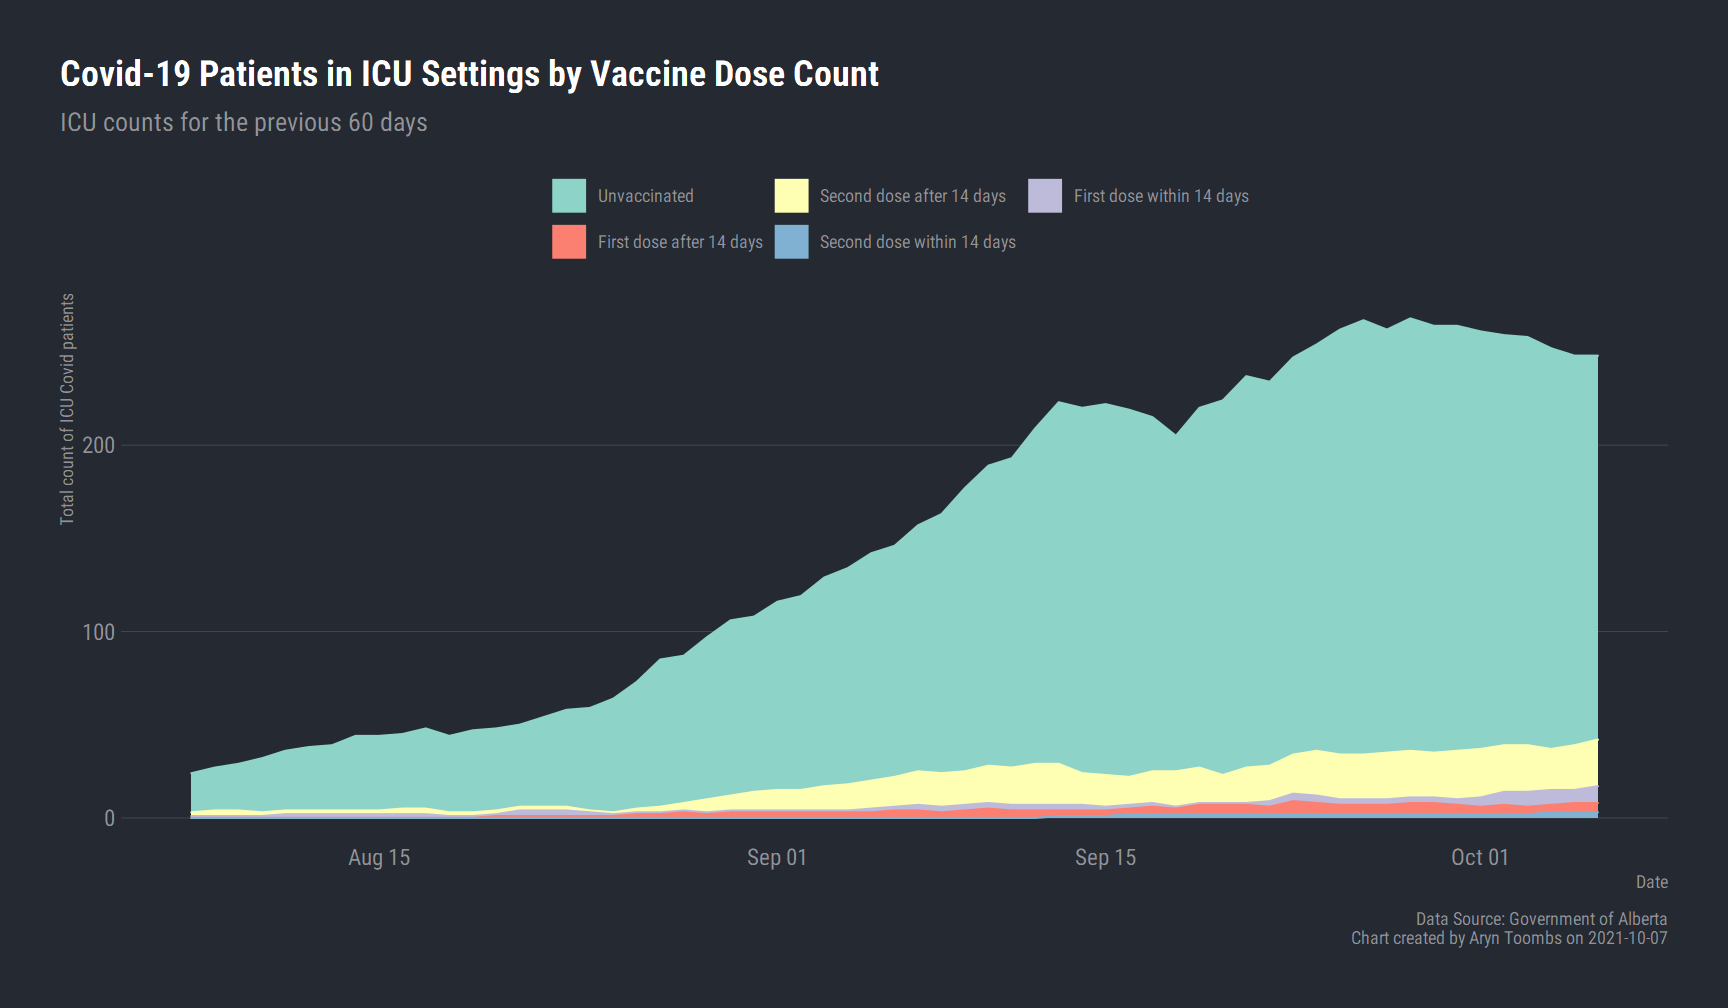 Covid-19 Patients in ICU Settings by Vaccine Dose Count
ICU counts for the previous 60 days
Unvaccinated
Second dose after 14 days
First dose within 14 days
First dose after 14 days
Second dose within 14 days
Total count of ICU Covid patients
200
100
0
Aug 15
Sep 01
Sep 15
Oct 01
Date
Data Source: Government of Alberta
Chart created by Aryn Toombs on 2021-10-07